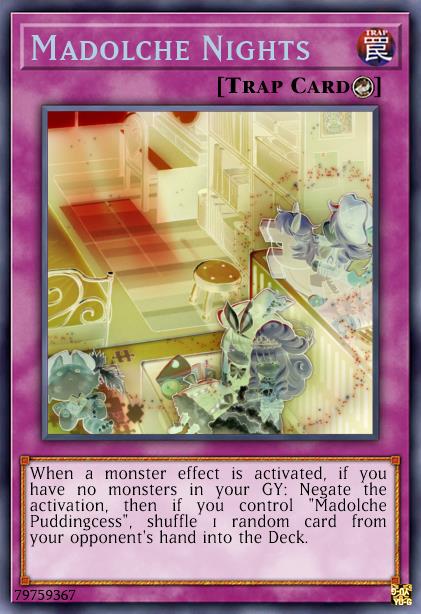 Madolche Nights
TRAP
罠
[Trap Card]
When a monster effect is activated, if you
have no monsters in your GY: Negate the
activation, then if you control "Madolche
Puddingcess", shuffle 1 random card from
your opponent's hand into the Deck.
79759367